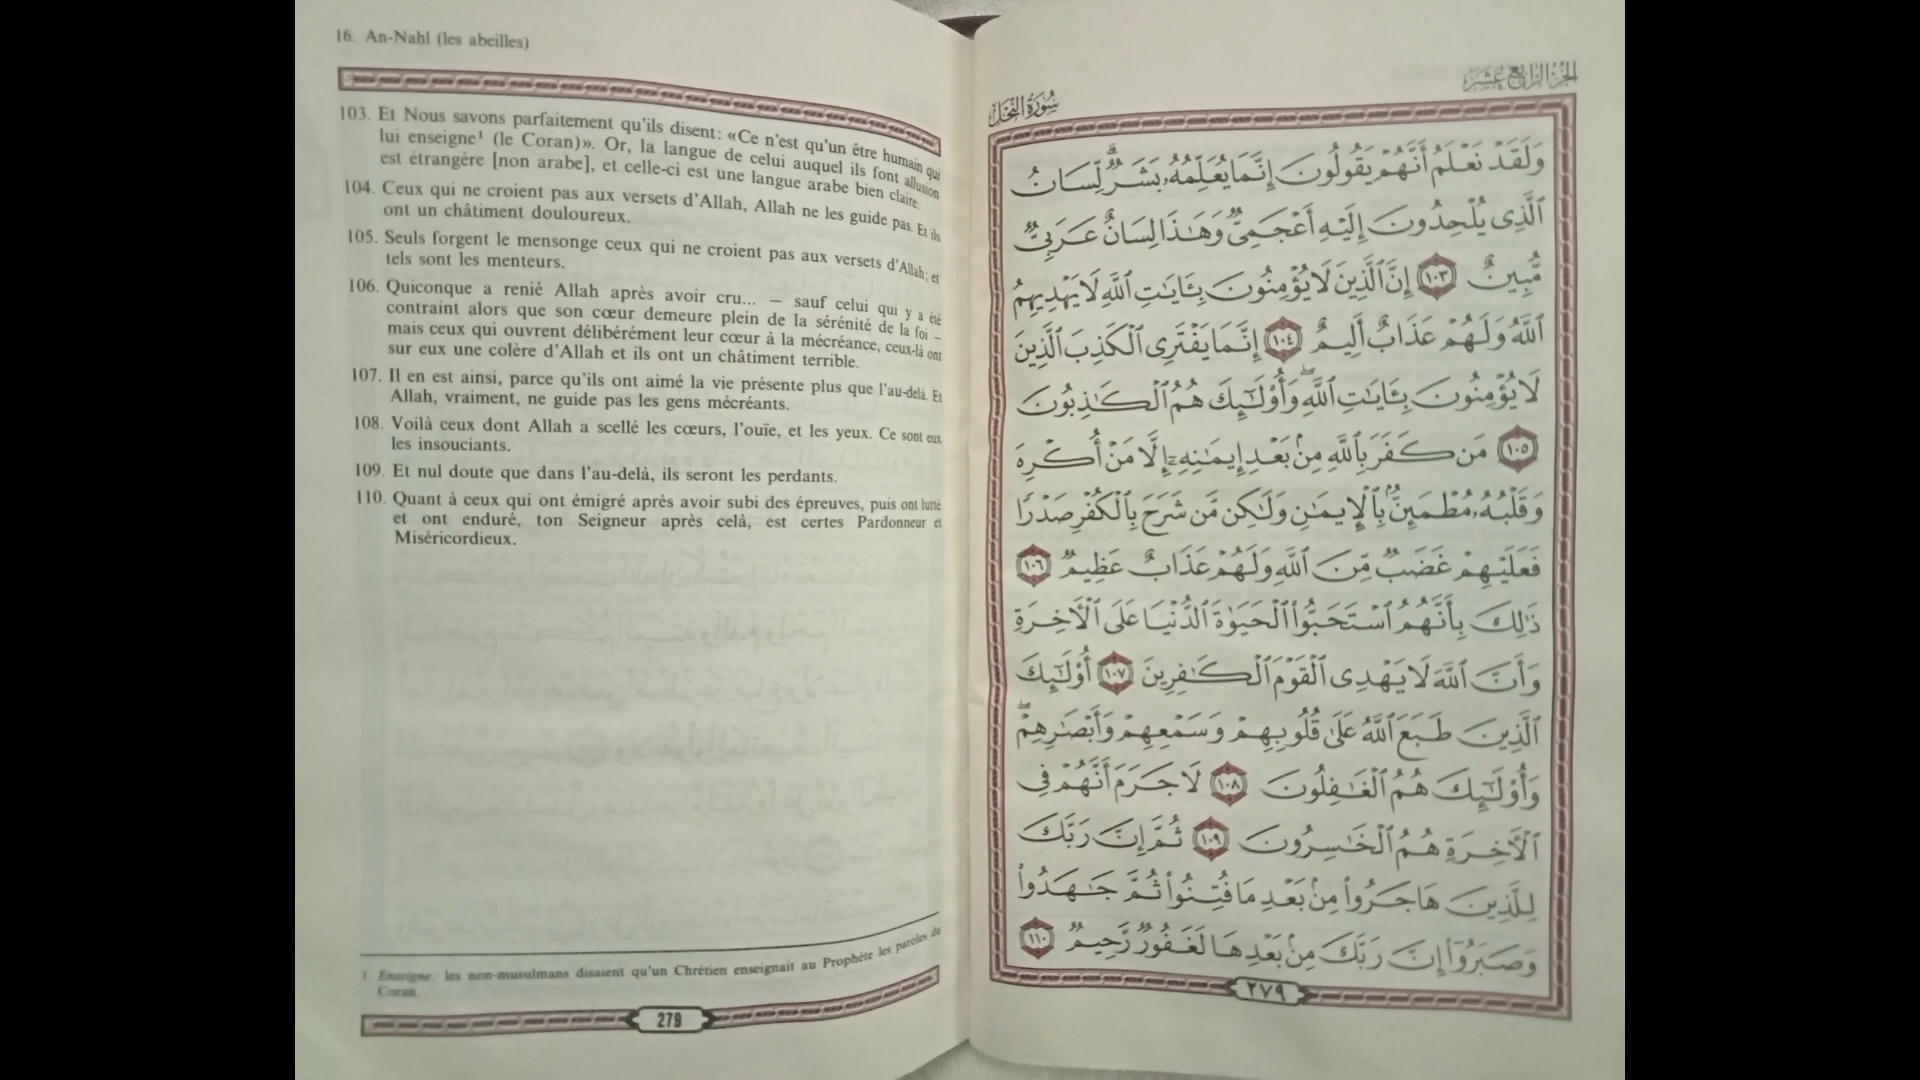 16. An-Naḥl (les abeilles)
103. Et Nous savons parfaitement qu'ils disent: «Ce n'est qu'un être humain qui
lui enseigne¹ (le Coran)». Or, la langue de celui auquel ils font allusion
est étrangère [non arabe], et celle-ci est une langue arabe bien claire.
104. Ceux qui ne croient pas aux versets d'Allah, Allah ne les guide pas. Et ils
ont un châtiment douloureux.
105. Seuls forgent le mensonge ceux qui ne croient pas aux versets d'Allah; et
tels sont les menteurs.
106. Quiconque a renié Allah après avoir cru... – sauf celui qui y a été
contraint alors que son cœur demeure plein de la sérénité de la foi –
mais ceux qui ouvrent délibérément leur cœur à la mécréance, ceux-là ont
sur eux une colère d'Allah et ils ont un châtiment terrible.
107. Il en est ainsi, parce qu'ils ont aimé la vie présente plus que l'au-delà. Et
Allah, vraiment, ne guide pas les gens mécréants.
108. Voilà ceux dont Allah a scellé les cœurs, l'ouïe, et les yeux. Ce sont eux
les insouciants.
109. Et nul doute que dans l'au-delà, ils seront les perdants.
110. Quant à ceux qui ont émigré après avoir subi des épreuves, puis ont lutté
et ont enduré, ton Seigneur après celà, est certes Pardonneur et
Miséricordieux.
1. Enseigne: les non-musulmans disaient qu'un Chrétien enseignait au Prophète les paroles du
Coran.
279
الجزء الرابع عشر
سورة النحل
وَلَقَدْ نَعْلَمُ أَنَّهُمْ يَقُولُونَ إِنَّمَا يُعَلِّمُهُۥ بَشَرٌ ۗ لِّسَانُ
ٱلَّذِى يُلْحِدُونَ إِلَيْهِ أَعْجَمِىٌّ وَهَٰذَا لِسَانٌ عَرَبِىٌّ
مُّبِينٌ ١٠٣ إِنَّ ٱلَّذِينَ لَا يُؤْمِنُونَ بِـَٔايَٰتِ ٱللَّهِ لَا يَهْدِيهِمُ
ٱللَّهُ وَلَهُمْ عَذَابٌ أَلِيمٌ ١٠٤ إِنَّمَا يَفْتَرِى ٱلْكَذِبَ ٱلَّذِينَ
لَا يُؤْمِنُونَ بِـَٔايَٰتِ ٱللَّهِ ۖ وَأُو۟لَٰٓئِكَ هُمُ ٱلْكَٰذِبُونَ
١٠٥ مَن كَفَرَ بِٱللَّهِ مِنۢ بَعْدِ إِيمَٰنِهِۦٓ إِلَّا مَنْ أُكْرِهَ
وَقَلْبُهُۥ مُطْمَئِنٌّۢ بِٱلْإِيمَٰنِ وَلَٰكِن مَّن شَرَحَ بِٱلْكُفْرِ صَدْرًا
فَعَلَيْهِمْ غَضَبٌ مِّنَ ٱللَّهِ وَلَهُمْ عَذَابٌ عَظِيمٌ ١٠٦
ذَٰلِكَ بِأَنَّهُمُ ٱسْتَحَبُّوا۟ ٱلْحَيَوٰةَ ٱلدُّنْيَا عَلَى ٱلْـَٔاخِرَةِ
وَأَنَّ ٱللَّهَ لَا يَهْدِى ٱلْقَوْمَ ٱلْكَٰفِرِينَ ١٠٧ أُو۟لَٰٓئِكَ
ٱلَّذِينَ طَبَعَ ٱللَّهُ عَلَىٰ قُلُوبِهِمْ وَسَمْعِهِمْ وَأَبْصَٰرِهِمْ ۖ
وَأُو۟لَٰٓئِكَ هُمُ ٱلْغَٰفِلُونَ ١٠٨ لَا جَرَمَ أَنَّهُمْ فِى
ٱلْـَٔاخِرَةِ هُمُ ٱلْخَٰسِرُونَ ١٠٩ ثُمَّ إِنَّ رَبَّكَ
لِلَّذِينَ هَاجَرُوا۟ مِنۢ بَعْدِ مَا فُتِنُوا۟ ثُمَّ جَٰهَدُوا۟
وَصَبَرُوٓا۟ إِنَّ رَبَّكَ مِنۢ بَعْدِهَا لَغَفُورٌ رَّحِيمٌ ١١٠
٢٧٩